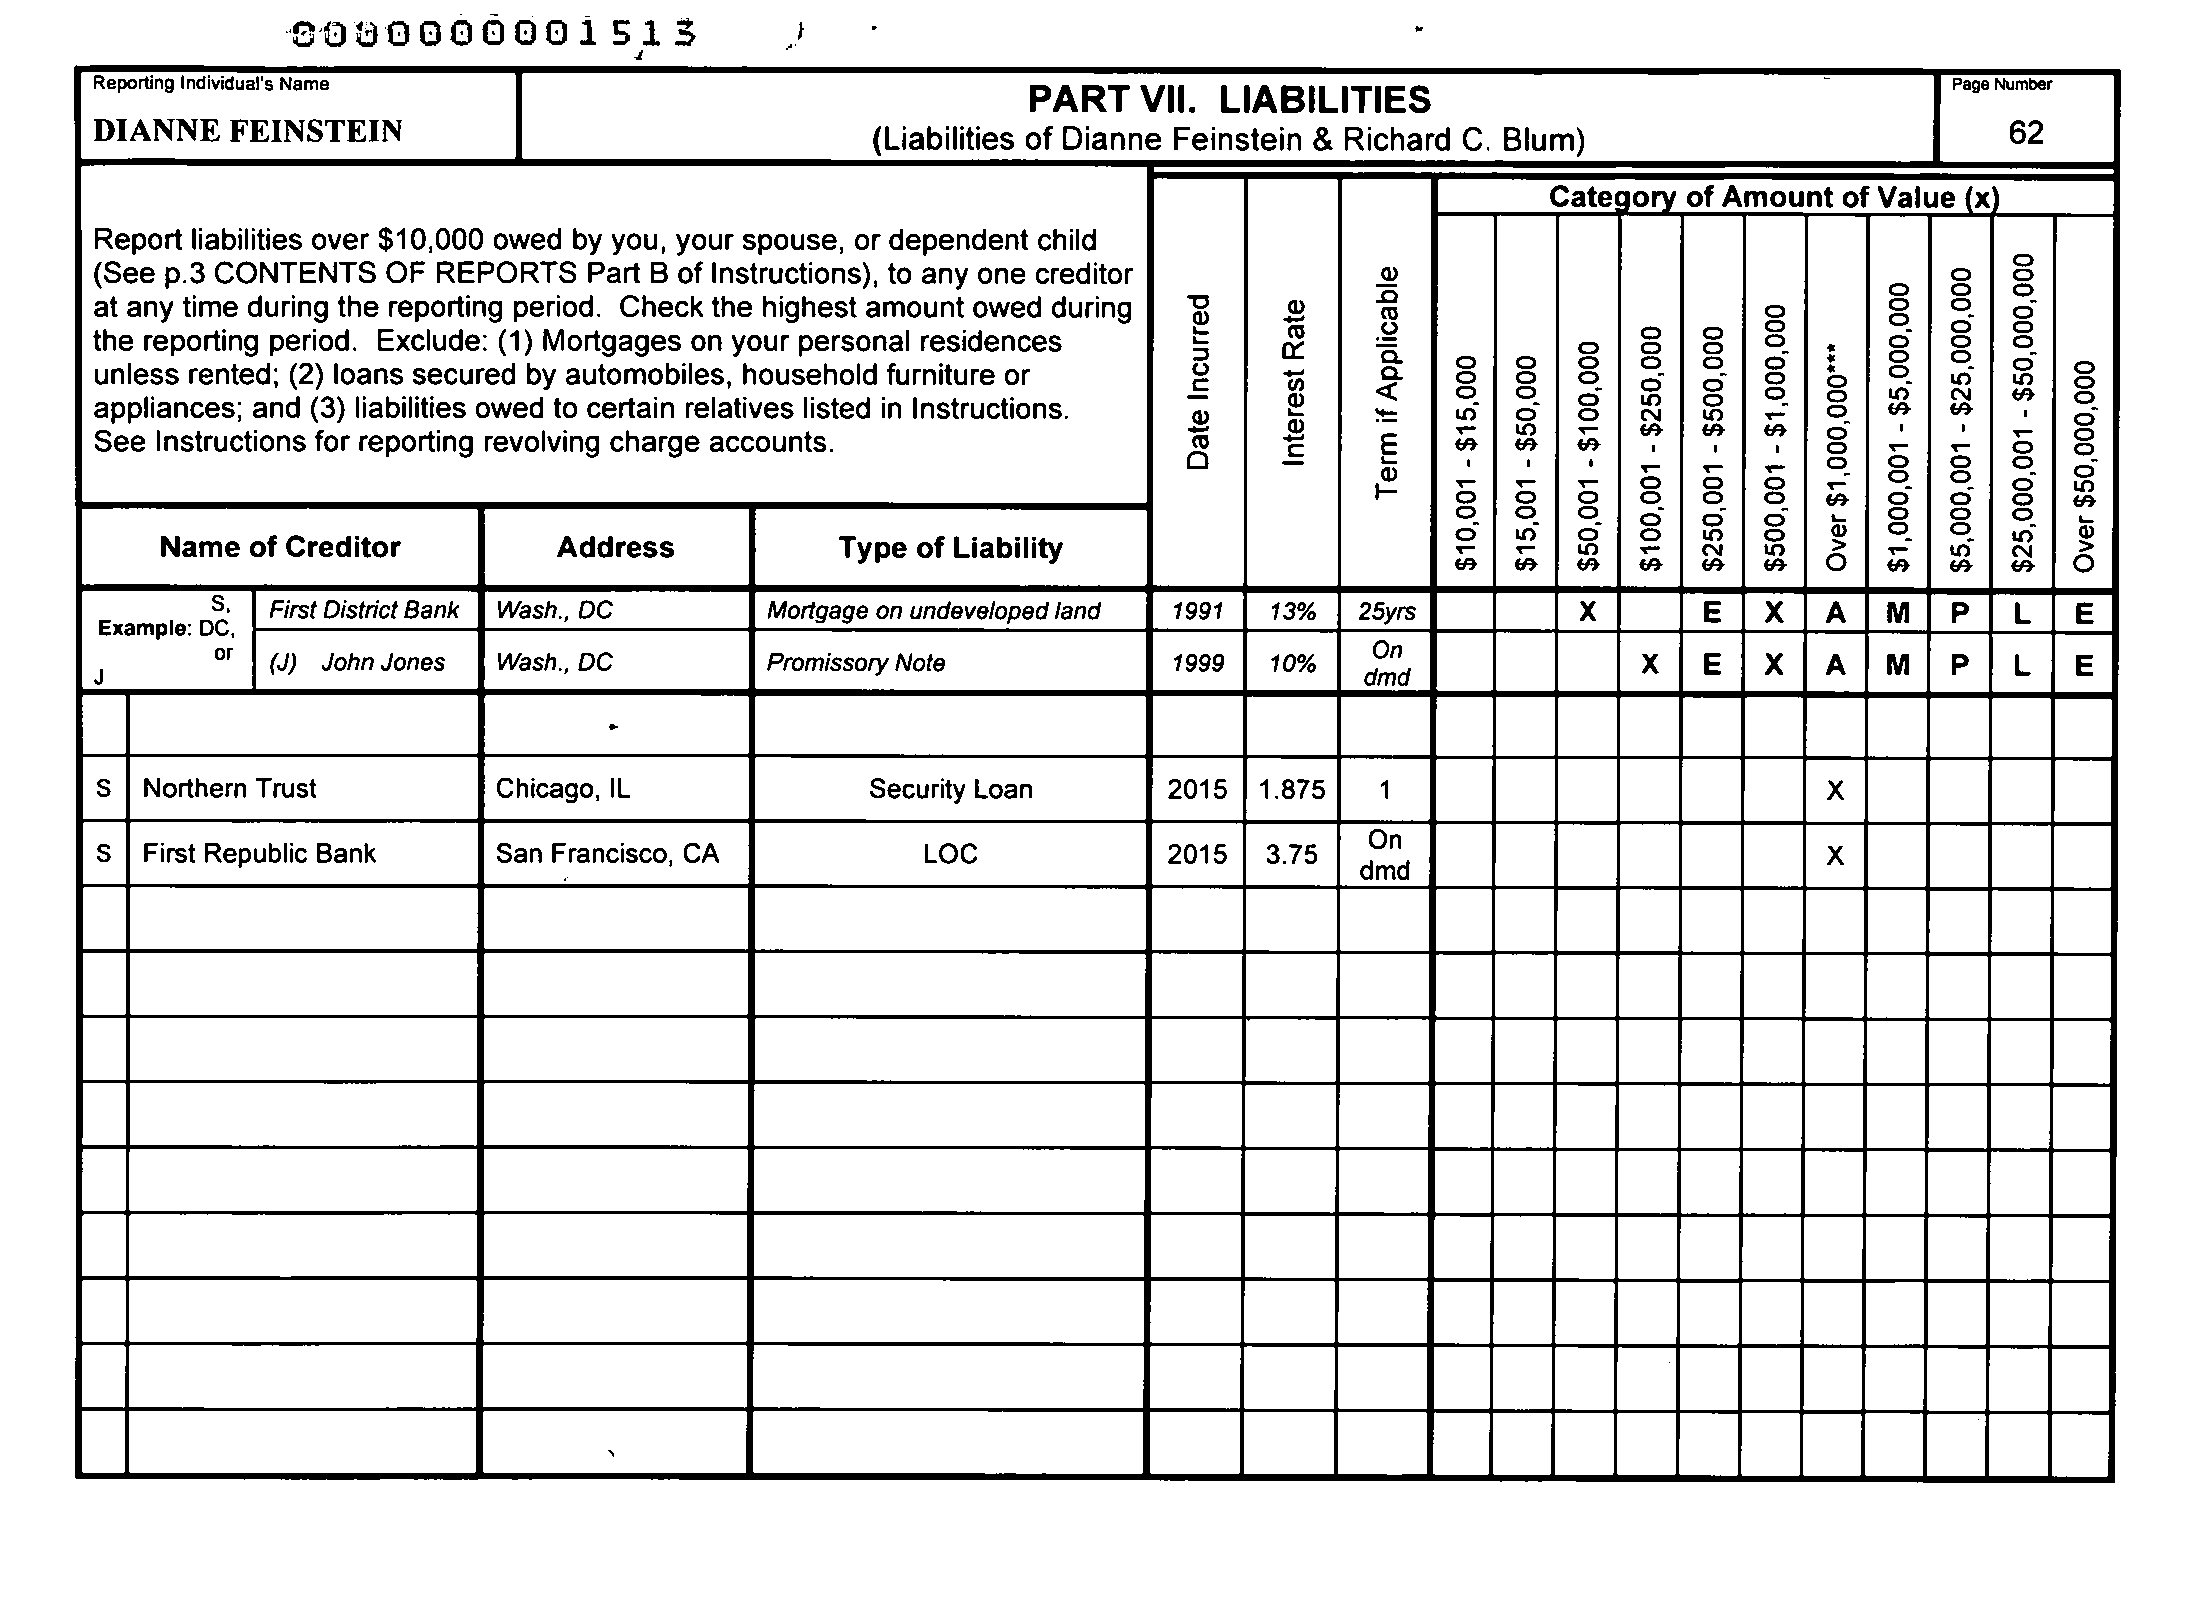 0000000001513
Reporting Individual's Name
DIANNE FEINSTEIN
PART VII. LIABILITIES
(Liabilities of Dianne Feinstein & Richard C. Blum)
Page Number
62
Report liabilities over $10,000 owed by you, your spouse, or dependent child
(See p.3 CONTENTS OF REPORTS Part B of Instructions), to any one creditor
at any time during the reporting period. Check the highest amount owed during
the reporting period. Exclude: (1) Mortgages on your personal residences
unless rented; (2) loans secured by automobiles, household furniture or
appliances; and (3) liabilities owed to certain relatives listed in Instructions.
See Instructions for reporting revolving charge accounts.
Date Incurred
Interest Rate
Term if Applicable
Category of Amount of Value (x)
$10,001 - $15,000
$15,001 - $50,000
$50,001 - $100,000
$100,001 - $250,000
$250,001 - $500,000
$500,001 - $1,000,000
Over $1,000,000***
$1,000,001 - $5,000,000
$5,000,001 - $25,000,000
$25,000,001 - $50,000,000
Over $50,000,000
Name of Creditor Address Type of Liability
Example: S, DC, or J
First District Bank Wash., DC Mortgage on undeveloped land 1991 13% 25yrs X E X A M P L E
(J) John Jones Wash., DC Promissory Note 1999 10% On dmd X E X A M P L E
S Northern Trust Chicago, IL Security Loan 2015 1.875 1 X
S First Republic Bank San Francisco, CA LOC 2015 3.75 On dmd X